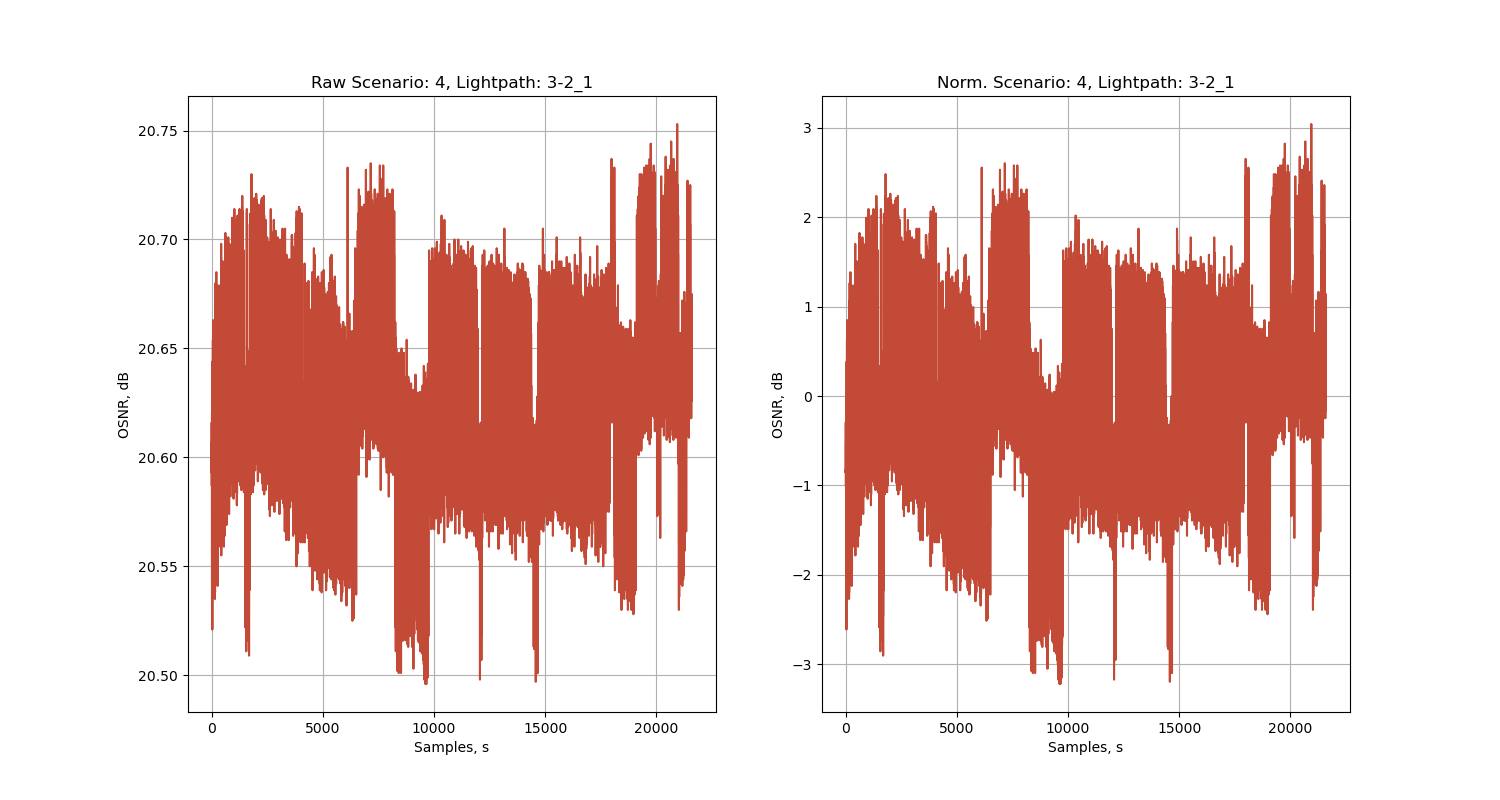 Raw Scenario: 4, Lightpath: 3-2_1
20.75
20.70
20.65
20.60
20.55
20.50
OSNR, dB
0 5000 10000 15000 20000
Samples, s
Norm. Scenario: 4, Lightpath: 3-2_1
3
2
1
0
−1
−2
−3
OSNR, dB
0 5000 10000 15000 20000
Samples, s